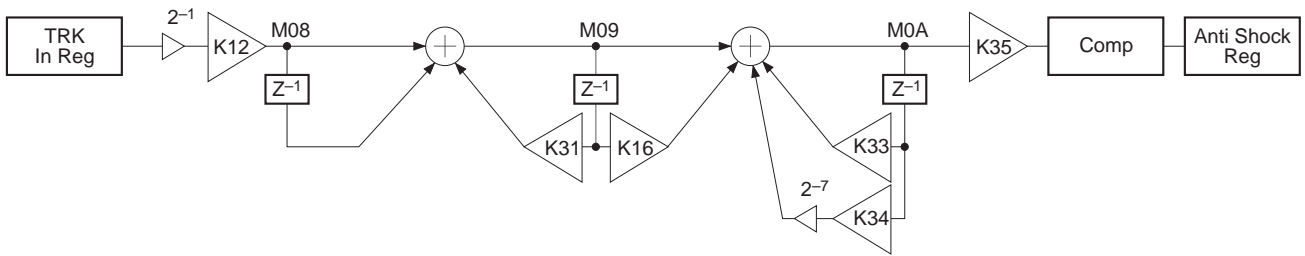 TRK
In Reg
2–1
K12
M08
Z–1
M09
Z–1
K31
K16
M0A
Z–1
K33
2–7
K34
K35
Comp
Anti Shock
Reg